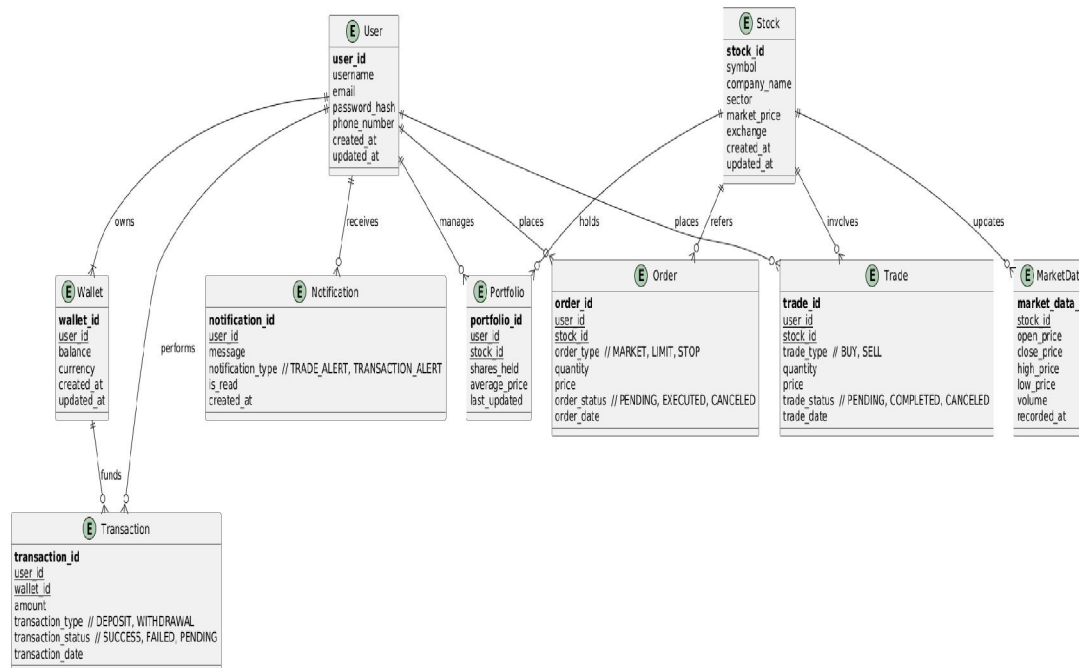 E User
user_id
username
email
password_hash
phone_number
created_at
updated_at
E Stock
stock_id
symbol
company_name
sector
market_price
exchange
created_at
updated_at
owns
receives
manages
places
holds
places
refers
involves
updates
E Wallet
wallet_id
user_id
balance
currency
created_at
updated_at
performs
E Notification
notification_id
user_id
message
notification_type // TRADE_ALERT, TRANSACTION_ALERT
is_read
created_at
E Portfolio
portfolio_id
user_id
stock_id
shares_held
average_price
last_updated
E Order
order_id
user_id
stock_id
order_type // MARKET, LIMIT, STOP
quantity
price
order_status // PENDING, EXECUTED, CANCELED
order_date
E Trade
trade_id
user_id
stock_id
trade_type // BUY, SELL
quantity
price
trade_status // PENDING, COMPLETED, CANCELED
trade_date
E MarketDat
market_data_
stock_id
open_price
close_price
high_price
low_price
volume
recorded_at
funds
E Transaction
transaction_id
user_id
wallet_id
amount
transaction_type // DEPOSIT, WITHDRAWAL
transaction_status // SUCCESS, FAILED, PENDING
transaction_date